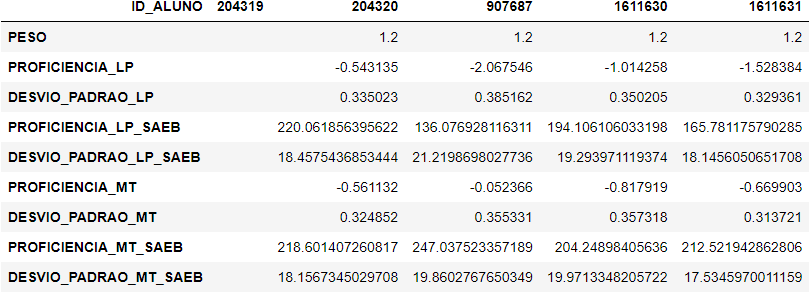 ID_ALUNO 204319 204320 907687 1611630 1611631
PESO 1.2 1.2 1.2 1.2
PROFICIENCIA_LP -0.543135 -2.067546 -1.014258 -1.528384
DESVIO_PADRAO_LP 0.335023 0.385162 0.350205 0.329361
PROFICIENCIA_LP_SAEB 220.061856395622 136.076928116311 194.106106033198 165.781175790285
DESVIO_PADRAO_LP_SAEB 18.4575436853444 21.2198698027736 19.293971119374 18.1456050651708
PROFICIENCIA_MT -0.561132 -0.052366 -0.817919 -0.669903
DESVIO_PADRAO_MT 0.324852 0.355331 0.357318 0.313721
PROFICIENCIA_MT_SAEB 218.601407260817 247.037523357189 204.24898405636 212.521942862806
DESVIO_PADRAO_MT_SAEB 18.1567345029708 19.8602767650349 19.9713348205722 17.5345970011159